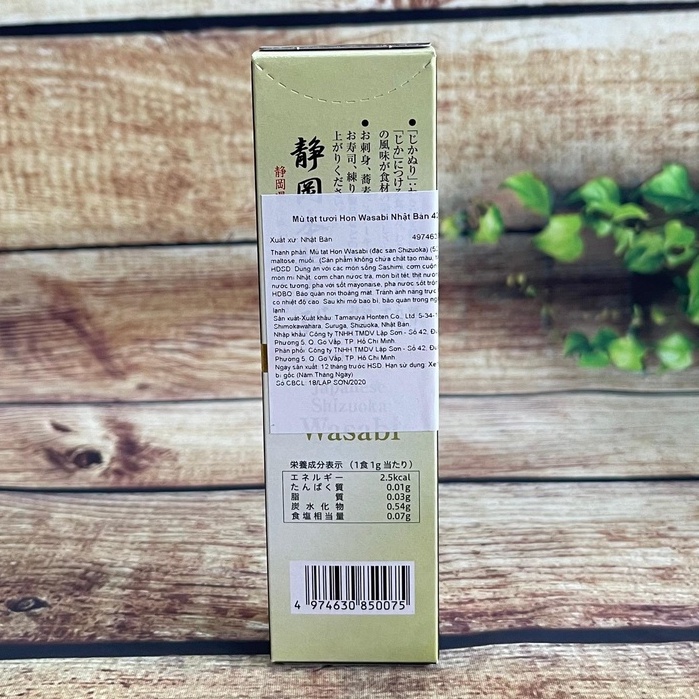 ●「じかぬり」
「じか」につける
の風味が食材
●お刺身、蕎麦
お寿司、練り
上がりくださ
静岡
静岡
Mù tạt tươi Hon Wasabi Nhật Bản 43
Xuất xứ: Nhật Bản 497463
Thành phần: Mù tạt Hon Wasabi (đặc sản Shizuoka)
maltose, muối.. (Sản phẩm không chứa chất tạo màu,
HDSD: Dùng ăn với các món sống Sashimi, cơm cuộn
món mì Nhật, cơm chan nước trà, món bít tết, thịt nướ
nước tương, pha với sốt mayonaise, pha nước sốt trộn
HDBQ: Bảo quản nơi thoáng mát. Tránh ánh nắng trực
có nhiệt độ cao. Sau khi mở bao bì, bảo quản trong ng
lạnh
Sản xuất-Xuất khẩu: Tamaruya Honten Co., Ltd. 5-34-1
Shimokawahara, Suruga, Shizuoka, Nhật Bản.
Nhập khẩu: Công ty TNHH TMDV Lập Sơn - Số 42, Đư
Phường 5, Q. Gò Vấp, TP. Hồ Chí Minh.
Phân phối: Công ty TNHH TMDV Lập Sơn - Số 42, Đư
Phường 5, Q. Gò Vấp, TP. Hồ Chí Minh.
Ngày sản xuất: 12 tháng trước HSD. Hạn sử dụng: Xe
bì gốc (Năm.Tháng.Ngày)
Số CBCL: 18/LAP SON/2020
Japanese
Shizuoka
Wasabi
栄養成分表示 (1食1g当たり)
エネルギー 2.5kcal
たんぱく質 0.01g
脂質 0.03g
炭水化物 0.54g
食塩相当量 0.07g
4 974630 850075